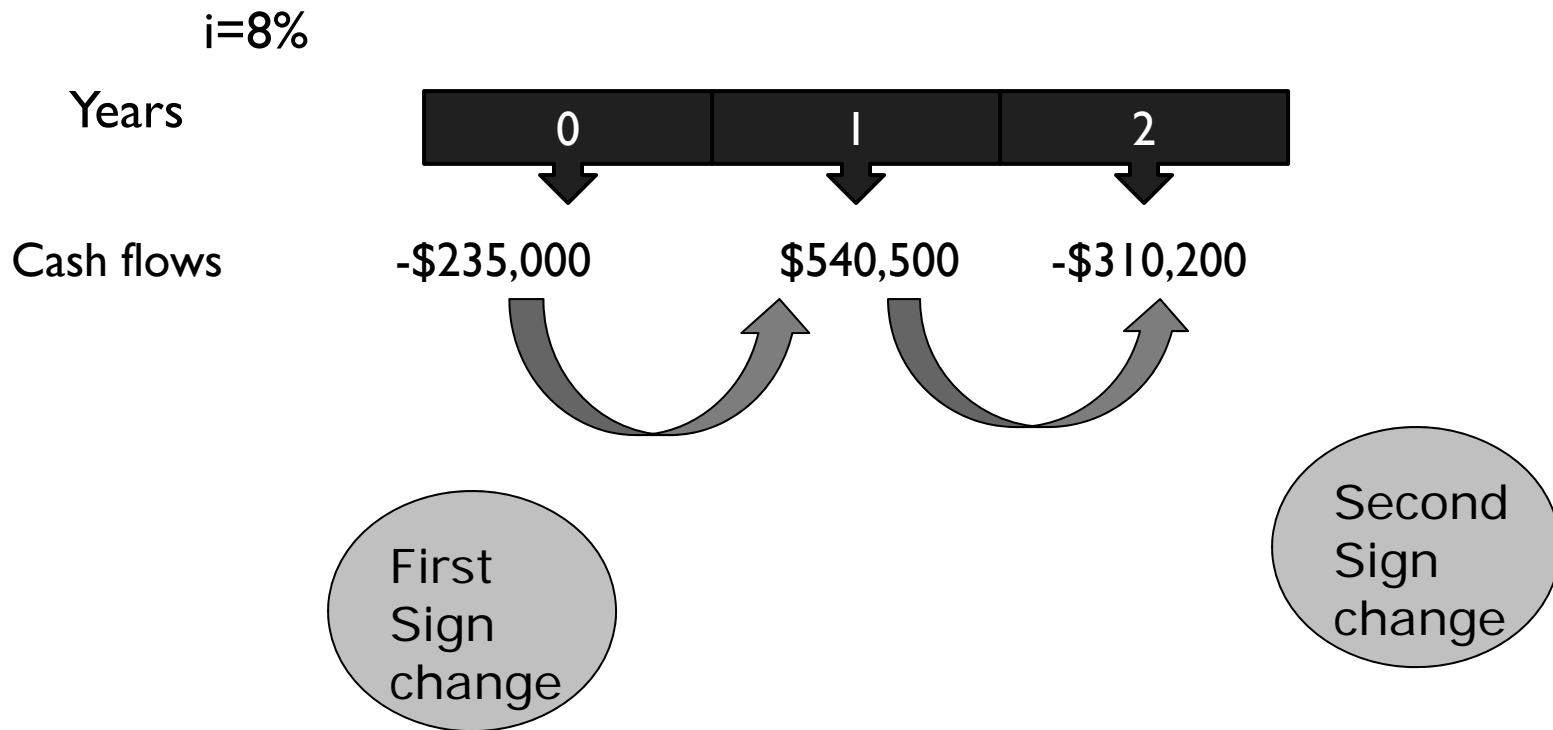 i=8%
Years 0 1 2
Cash flows -$235,000 $540,500 -$310,200
First
Sign
change
Second
Sign
change